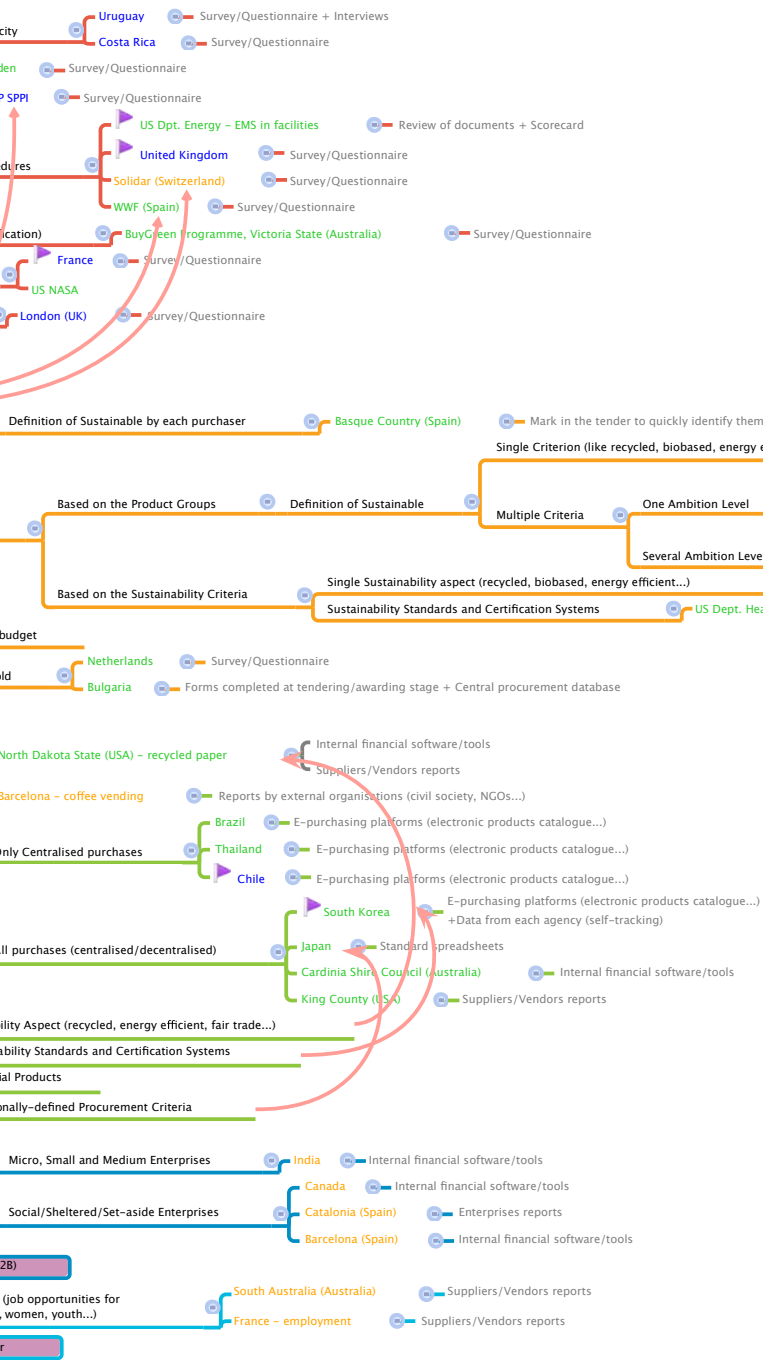 Uruguay Survey/Questionnaire + Interviews
city
Costa Rica Survey/Questionnaire
den Survey/Questionnaire
P SPPI Survey/Questionnaire
US Dpt. Energy – EMS in facilities Review of documents + Scorecard
United Kingdom Survey/Questionnaire
edures
Solidar (Switzerland) Survey/Questionnaire
WWF (Spain) Survey/Questionnaire
ication) BuyGreen Programme, Victoria State (Australia) Survey/Questionnaire
France Survey/Questionnaire
US NASA
London (UK) Survey/Questionnaire
Definition of Sustainable by each purchaser Basque Country (Spain) Mark in the tender to quickly identify them
Single Criterion (like recycled, biobased, energy e
Based on the Product Groups Definition of Sustainable One Ambition Level
Multiple Criteria
Several Ambition Leve
Single Sustainability aspect (recycled, biobased, energy efficient...)
Based on the Sustainability Criteria
Sustainability Standards and Certification Systems US Dept. Hea
budget
Netherlands Survey/Questionnaire
old
Bulgaria Forms completed at tendering/awarding stage + Central procurement database
Internal financial software/tools
North Dakota State (USA) – recycled paper
Suppliers/Vendors reports
Barcelona – coffee vending Reports by external organisations (civil society, NGOs...)
Brazil E-purchasing platforms (electronic products catalogue...)
Only Centralised purchases Thailand E-purchasing platforms (electronic products catalogue...)
Chile E-purchasing platforms (electronic products catalogue...)
South Korea E-purchasing platforms (electronic products catalogue...)
+Data from each agency (self-tracking)
ll purchases (centralised/decentralised) Japan Standard spreadsheets
Cardinia Shire Council (Australia) Internal financial software/tools
King County (USA) Suppliers/Vendors reports
ility Aspect (recycled, energy efficient, fair trade...)
ability Standards and Certification Systems
ial Products
onally-defined Procurement Criteria
Micro, Small and Medium Enterprises India Internal financial software/tools
Canada Internal financial software/tools
Social/Sheltered/Set-aside Enterprises Catalonia (Spain) Enterprises reports
Barcelona (Spain) Internal financial software/tools
2B)
South Australia (Australia) Suppliers/Vendors reports
(job opportunities for
, women, youth...)
France – employment Suppliers/Vendors reports
r